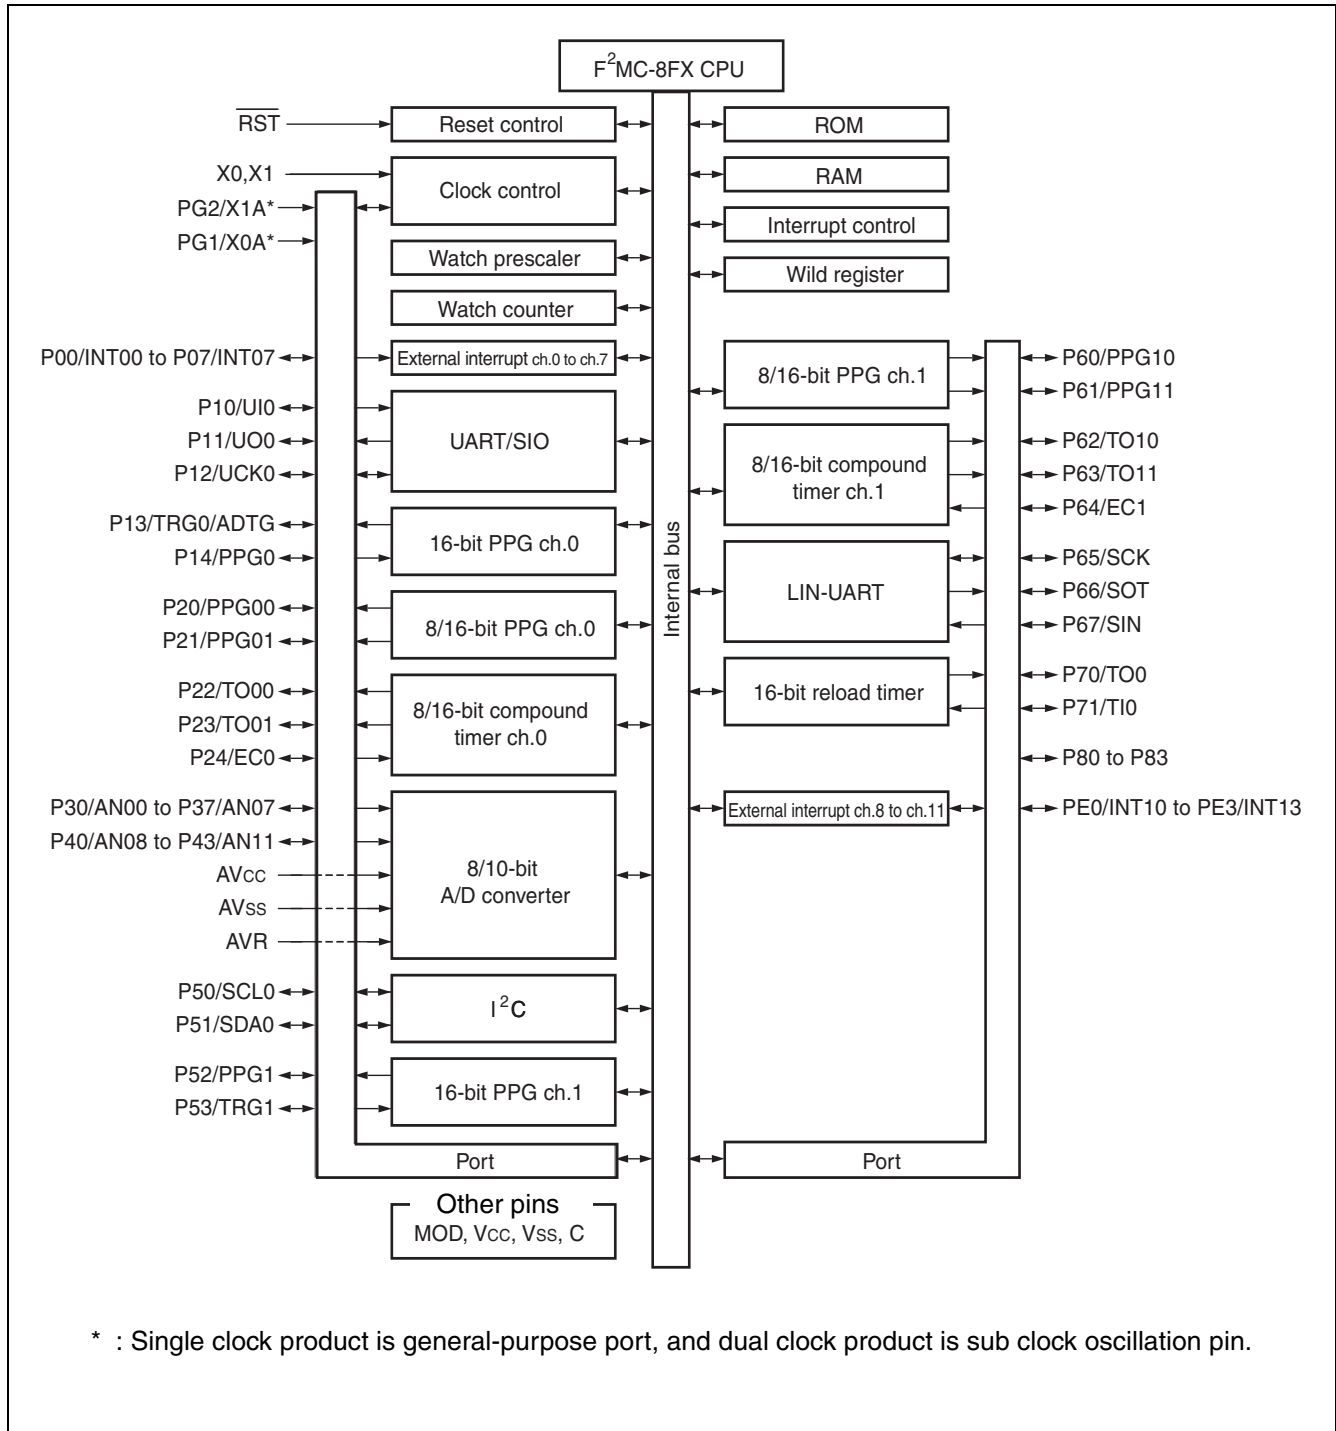 F²MC-8FX CPU
RST
Reset control
ROM
X0,X1
Clock control
RAM
PG2/X1A*
PG1/X0A*
Interrupt control
Watch prescaler
Wild register
Watch counter
P00/INT00 to P07/INT07
External interrupt ch.0 to ch.7
8/16-bit PPG ch.1
P60/PPG10
P61/PPG11
P10/UI0
P11/UO0
P12/UCK0
UART/SIO
8/16-bit compound
timer ch.1
P62/TO10
P63/TO11
P64/EC1
P13/TRG0/ADTG
P14/PPG0
16-bit PPG ch.0
Internal bus
LIN-UART
P65/SCK
P66/SOT
P67/SIN
P20/PPG00
P21/PPG01
8/16-bit PPG ch.0
P22/TO00
P23/TO01
P24/EC0
8/16-bit compound
timer ch.0
16-bit reload timer
P70/TO0
P71/TI0
P80 to P83
P30/AN00 to P37/AN07
P40/AN08 to P43/AN11
AVCC
AVSS
AVR
8/10-bit
A/D converter
External interrupt ch.8 to ch.11
PE0/INT10 to PE3/INT13
P50/SCL0
P51/SDA0
I²C
P52/PPG1
P53/TRG1
16-bit PPG ch.1
Port
Port
Other pins
MOD, VCC, VSS, C
* : Single clock product is general-purpose port, and dual clock product is sub clock oscillation pin.